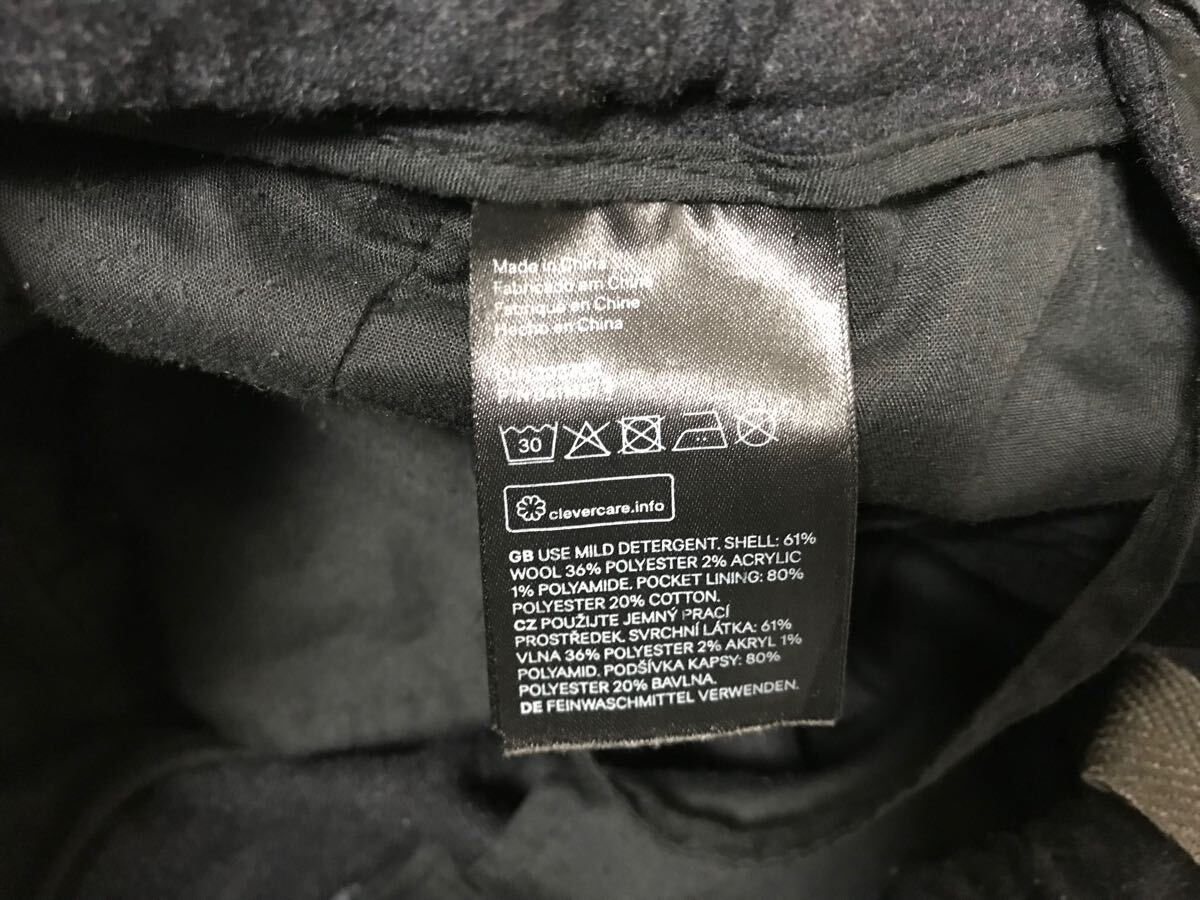 Made in China
Fabricado em Chine
Fabriqué en Chine
Hecho en China
30
clevercare.info
GB USE MILD DETERGENT. SHELL: 61%
WOOL 36% POLYESTER 2% ACRYLIC
1% POLYAMIDE. POCKET LINING: 80%
POLYESTER 20% COTTON.
CZ POUŽIJTE JEMNÝ PRACÍ
PROSTŘEDEK. SVRCHNÍ LÁTKA: 61%
VLNA 36% POLYESTER 2% AKRYL 1%
POLYAMID. PODŠÍVKA KAPSY: 80%
POLYESTER 20% BAVLNA.
DE FEINWASCHMITTEL VERWENDEN.